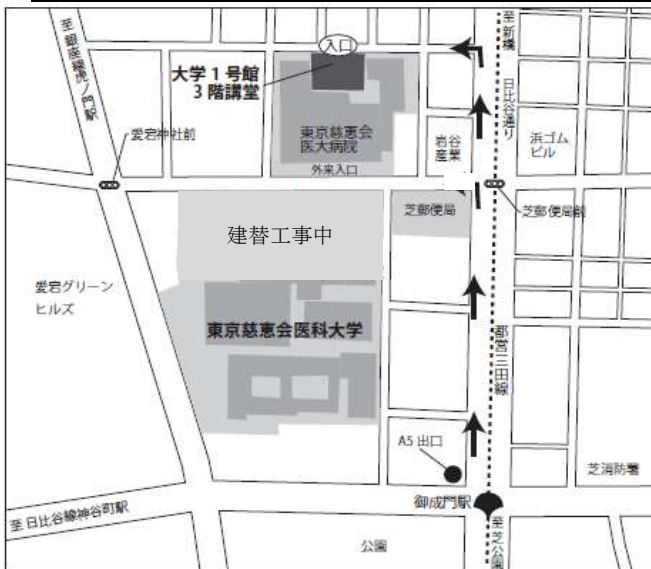 至 銀座線虎ノ門駅
入口
至 新橋
大学1号館
3階講堂
日比谷通り
愛宕神社前
東京慈恵会
医大病院
外来入口
岩谷
産業
浜ゴム
ビル
芝郵便局
芝郵便局前
建替工事中
愛宕グリーン
ヒルズ
東京慈恵会医科大学
都営三田線
A5 出口
芝消防署
御成門駅
至 日比谷線神谷町駅
公園
至 芝公園